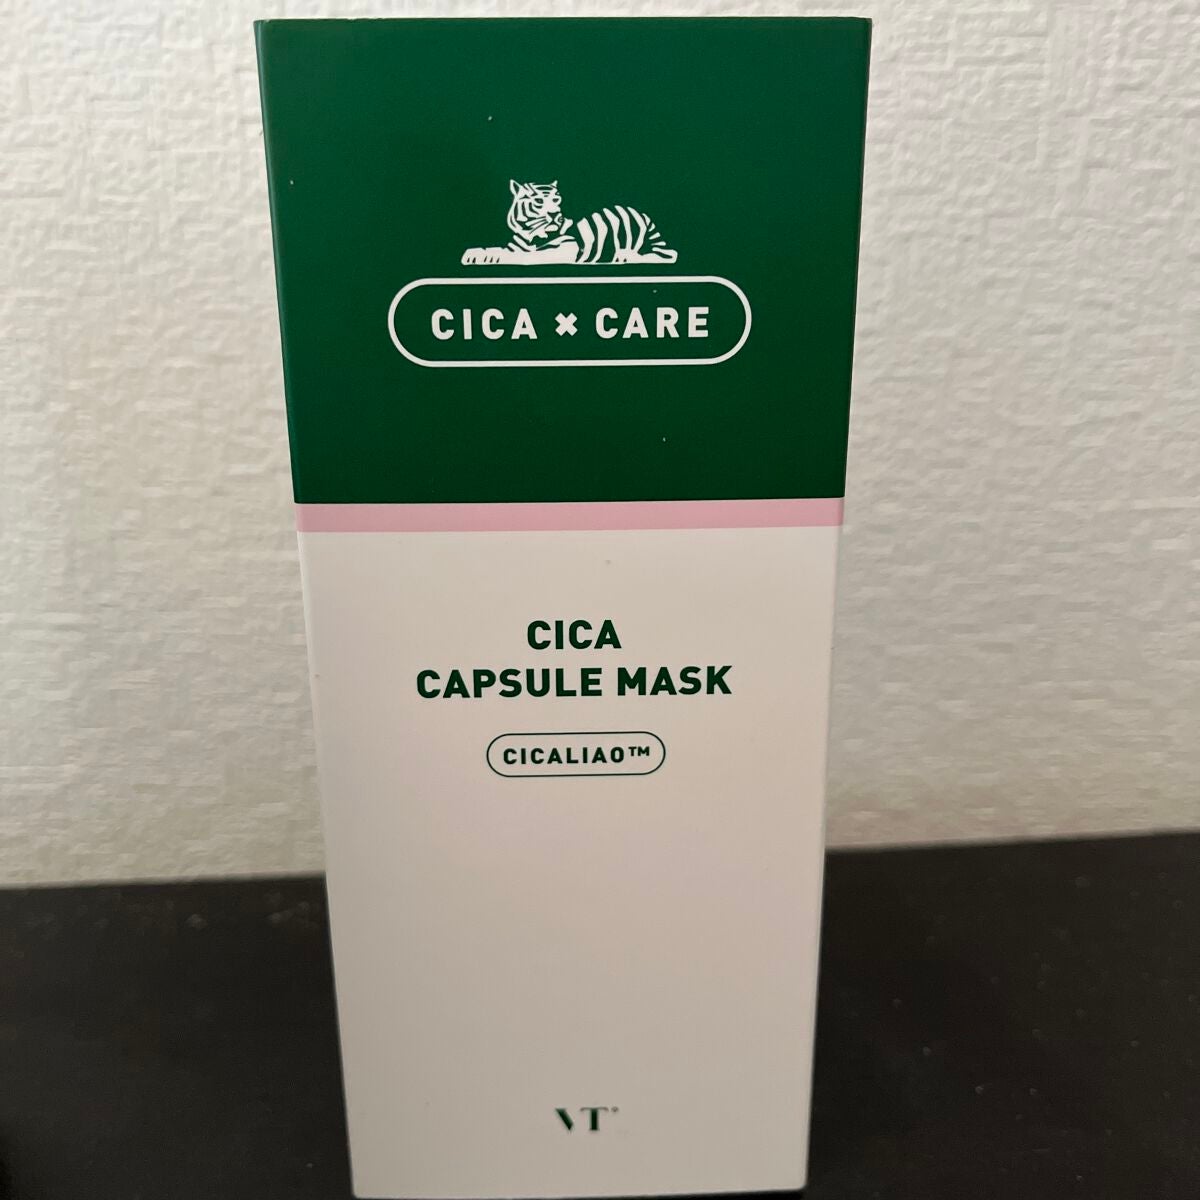 CICA × CARE
CICA
CAPSULE MASK
CICALIAO™
VT®